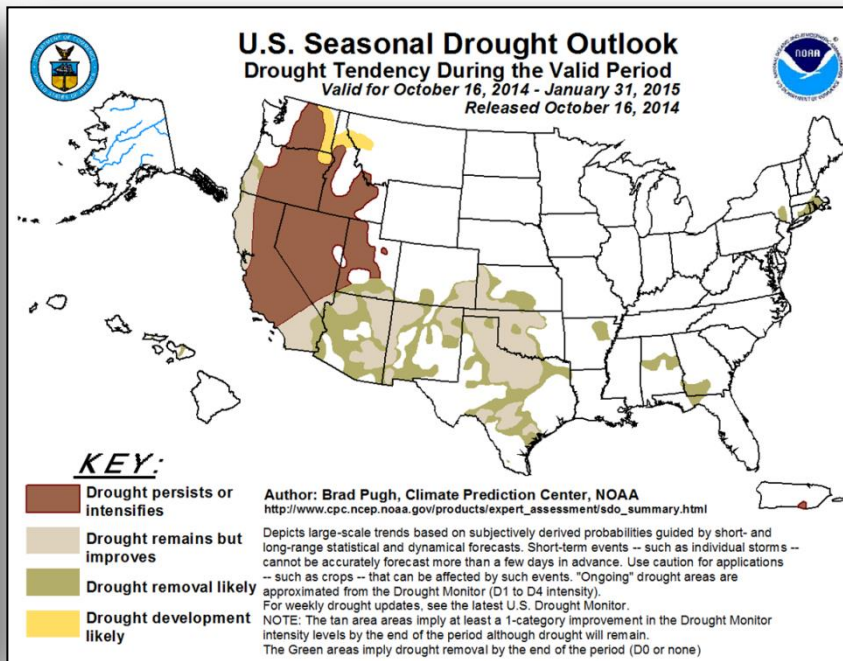 U.S. Seasonal Drought Outlook
Drought Tendency During the Valid Period
Valid for October 16, 2014 - January 31, 2015
Released October 16, 2014
NOAA
KEY:
Drought persists or
intensifies
Drought remains but
improves
Drought removal likely
Drought development
likely
Author: Brad Pugh, Climate Prediction Center, NOAA
http://www.cpc.ncep.noaa.gov/products/expert_assessment/sdo_summary.html
Depicts large-scale trends based on subjectively derived probabilities guided by short- and
long-range statistical and dynamical forecasts. Short-term events -- such as individual storms --
cannot be accurately forecast more than a few days in advance. Use caution for applications
-- such as crops -- that can be affected by such events. "Ongoing" drought areas are
approximated from the Drought Monitor (D1 to D4 intensity).
For weekly drought updates, see the latest U.S. Drought Monitor.
NOTE: The tan area areas imply at least a 1-category improvement in the Drought Monitor
intensity levels by the end of the period although drought will remain.
The Green areas imply drought removal by the end of the period (D0 or none)